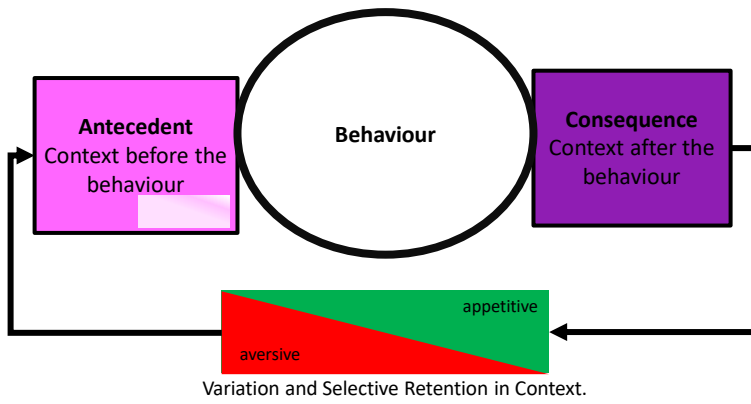 Antecedent
Context before the
behaviour
Behaviour
Consequence
Context after the
behaviour
appetitive
aversive
Variation and Selective Retention in Context.